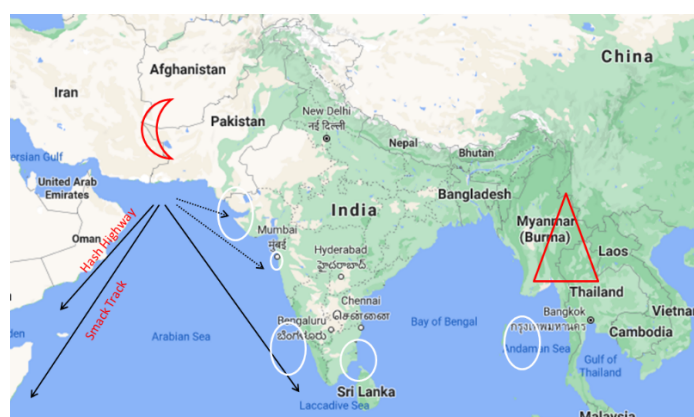 China
Afghanistan
Iran
Pakistan
New Delhi
नई दिल्ली
Nepal
Bhutan
United Arab
Emirates
Bangladesh
India
Mumbai
मुंबई
Myanmar
(Burma)
Oman
Hash Highway
Hyderabad
హైదరాబాద్
Laos
Thailand
Smack Track
Chennai
சென்னை
Bengaluru
ಬೆಂಗಳೂರು
Bay of Bengal
Bangkok
กรุงเทพมหานคร
Vietnam
Cambodia
Arabian Sea
Andaman Sea
Gulf of
Thailand
Sri Lanka
Laccadive Sea
Malaysia